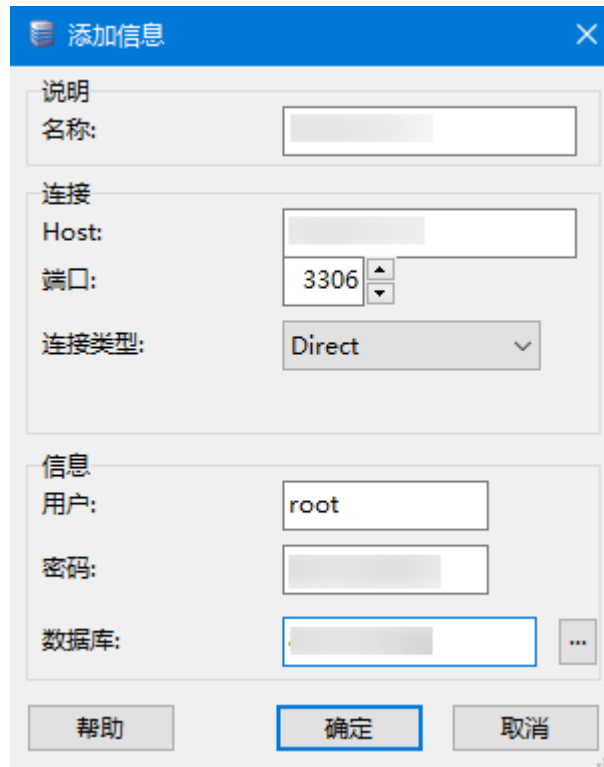 添加信息
说明
名称:
连接
Host:
端口: 3306
连接类型: Direct
信息
用户: root
密码:
数据库: ...
帮助 确定 取消